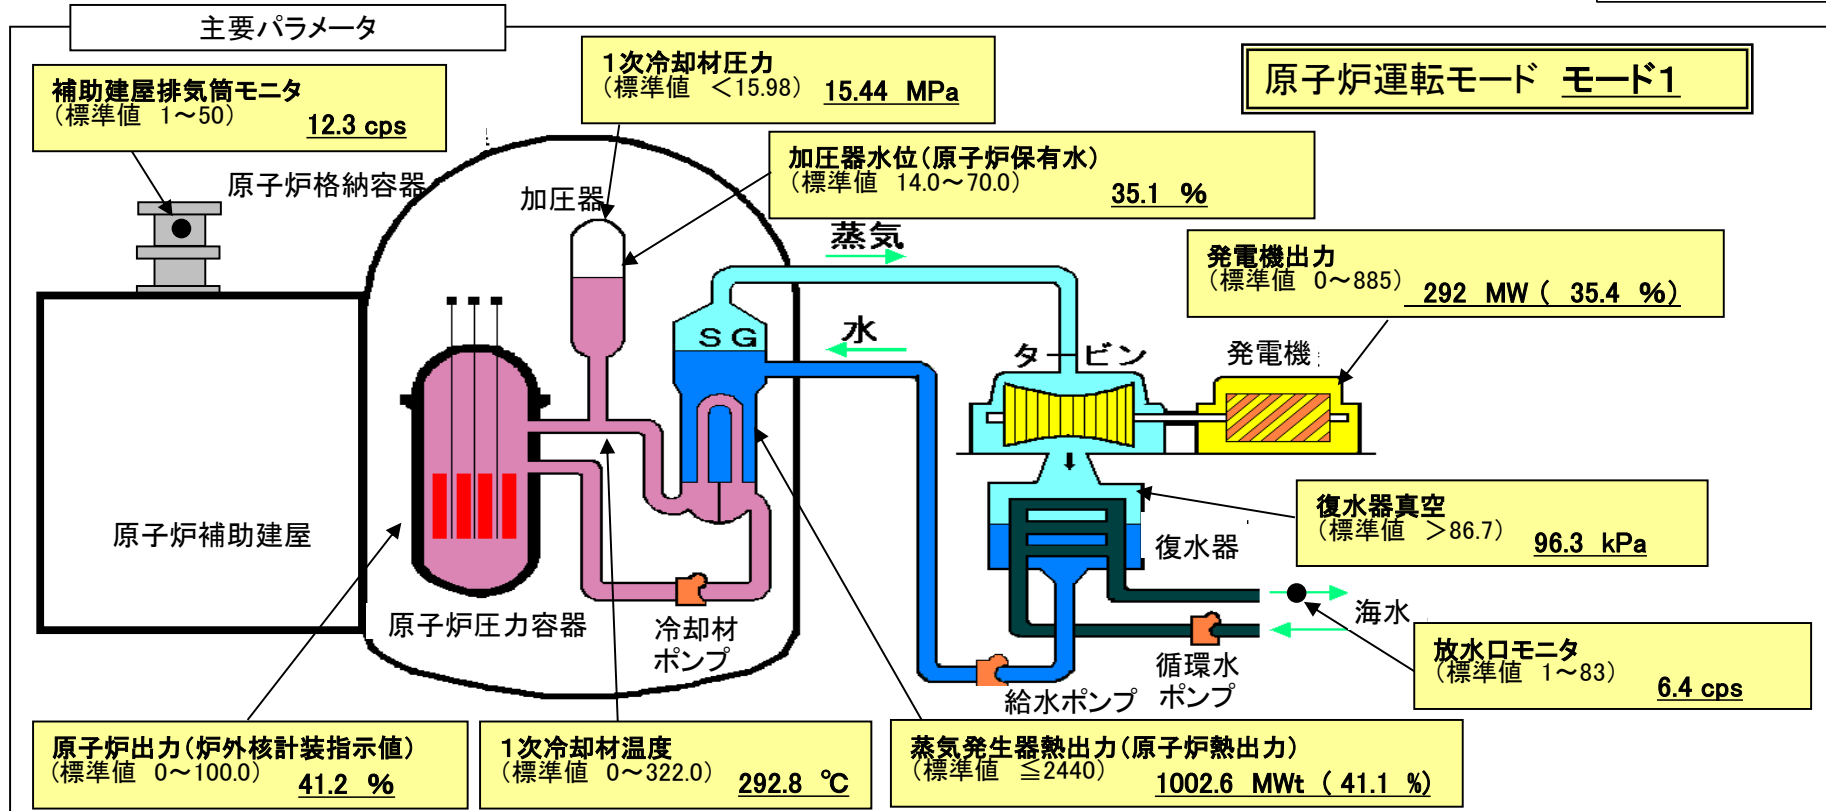 主要パラメータ
補助建屋排気筒モニタ
(標準値 1～50)
12.3 cps
1次冷却材圧力
(標準値 ＜15.98) 15.44 MPa
原子炉運転モード モード1
加圧器水位(原子炉保有水)
(標準値 14.0～70.0)
35.1 %
原子炉格納容器
加圧器
蒸気
発電機出力
(標準値 0～885)
292 MW ( 35.4 %)
SG
水
タービン
発電機
原子炉補助建屋
復水器真空
(標準値 ＞86.7)
96.3 kPa
復水器
原子炉圧力容器
冷却材
ポンプ
海水
循環水
ポンプ
給水ポンプ
放水口モニタ
(標準値 1～83)
6.4 cps
原子炉出力(炉外核計装指示値)
(標準値 0～100.0)
41.2 %
1次冷却材温度
(標準値 0～322.0)
292.8 ℃
蒸気発生器熱出力(原子炉熱出力)
(標準値 ≦2440)
1002.6 MWt ( 41.1 %)